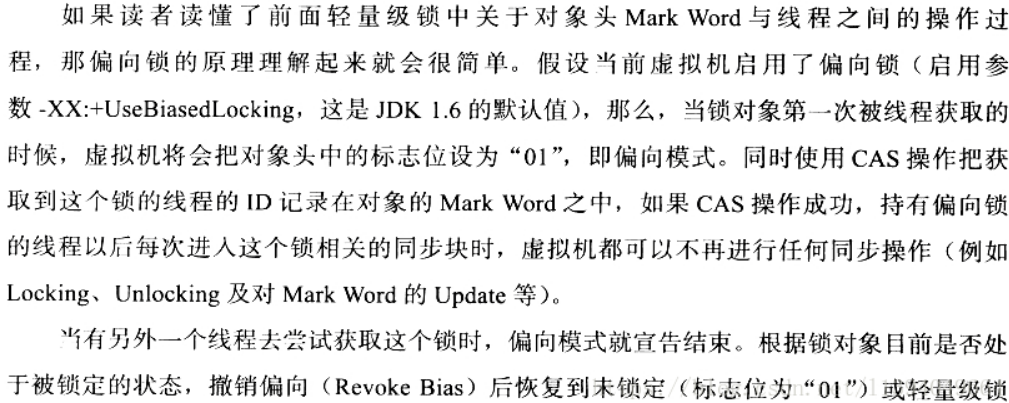 如果读者读懂了前面轻量级锁中关于对象头 Mark Word 与线程之间的操作过
程，那偏向锁的原理理解起来就会很简单。假设当前虚拟机启用了偏向锁（启用参
数 -XX:+UseBiasedLocking，这是 JDK 1.6 的默认值），那么，当锁对象第一次被线程获取的
时候，虚拟机将会把对象头中的标志位设为“01”，即偏向模式。同时使用 CAS 操作把获
取到这个锁的线程的 ID 记录在对象的 Mark Word 之中，如果 CAS 操作成功，持有偏向锁
的线程以后每次进入这个锁相关的同步块时，虚拟机都可以不再进行任何同步操作（例如
Locking、Unlocking 及对 Mark Word 的 Update 等）。
当有另外一个线程去尝试获取这个锁时，偏向模式就宣告结束。根据锁对象目前是否处
于被锁定的状态，撤销偏向（Revoke Bias）后恢复到未锁定（标志位为“01”）或轻量级锁